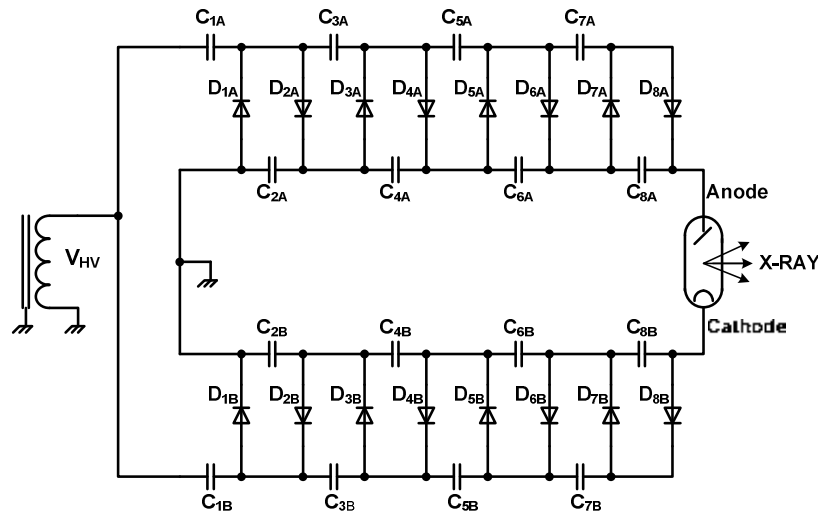 C1A C3A C5A C7A
D1A D2A D3A D4A D5A D6A D7A D8A
C2A C4A C6A C8A
Anode
VHV
X-RAY
Cathode
C2B C4B C6B C8B
D1B D2B D3B D4B D5B D6B D7B D8B
C1B C3B C5B C7B